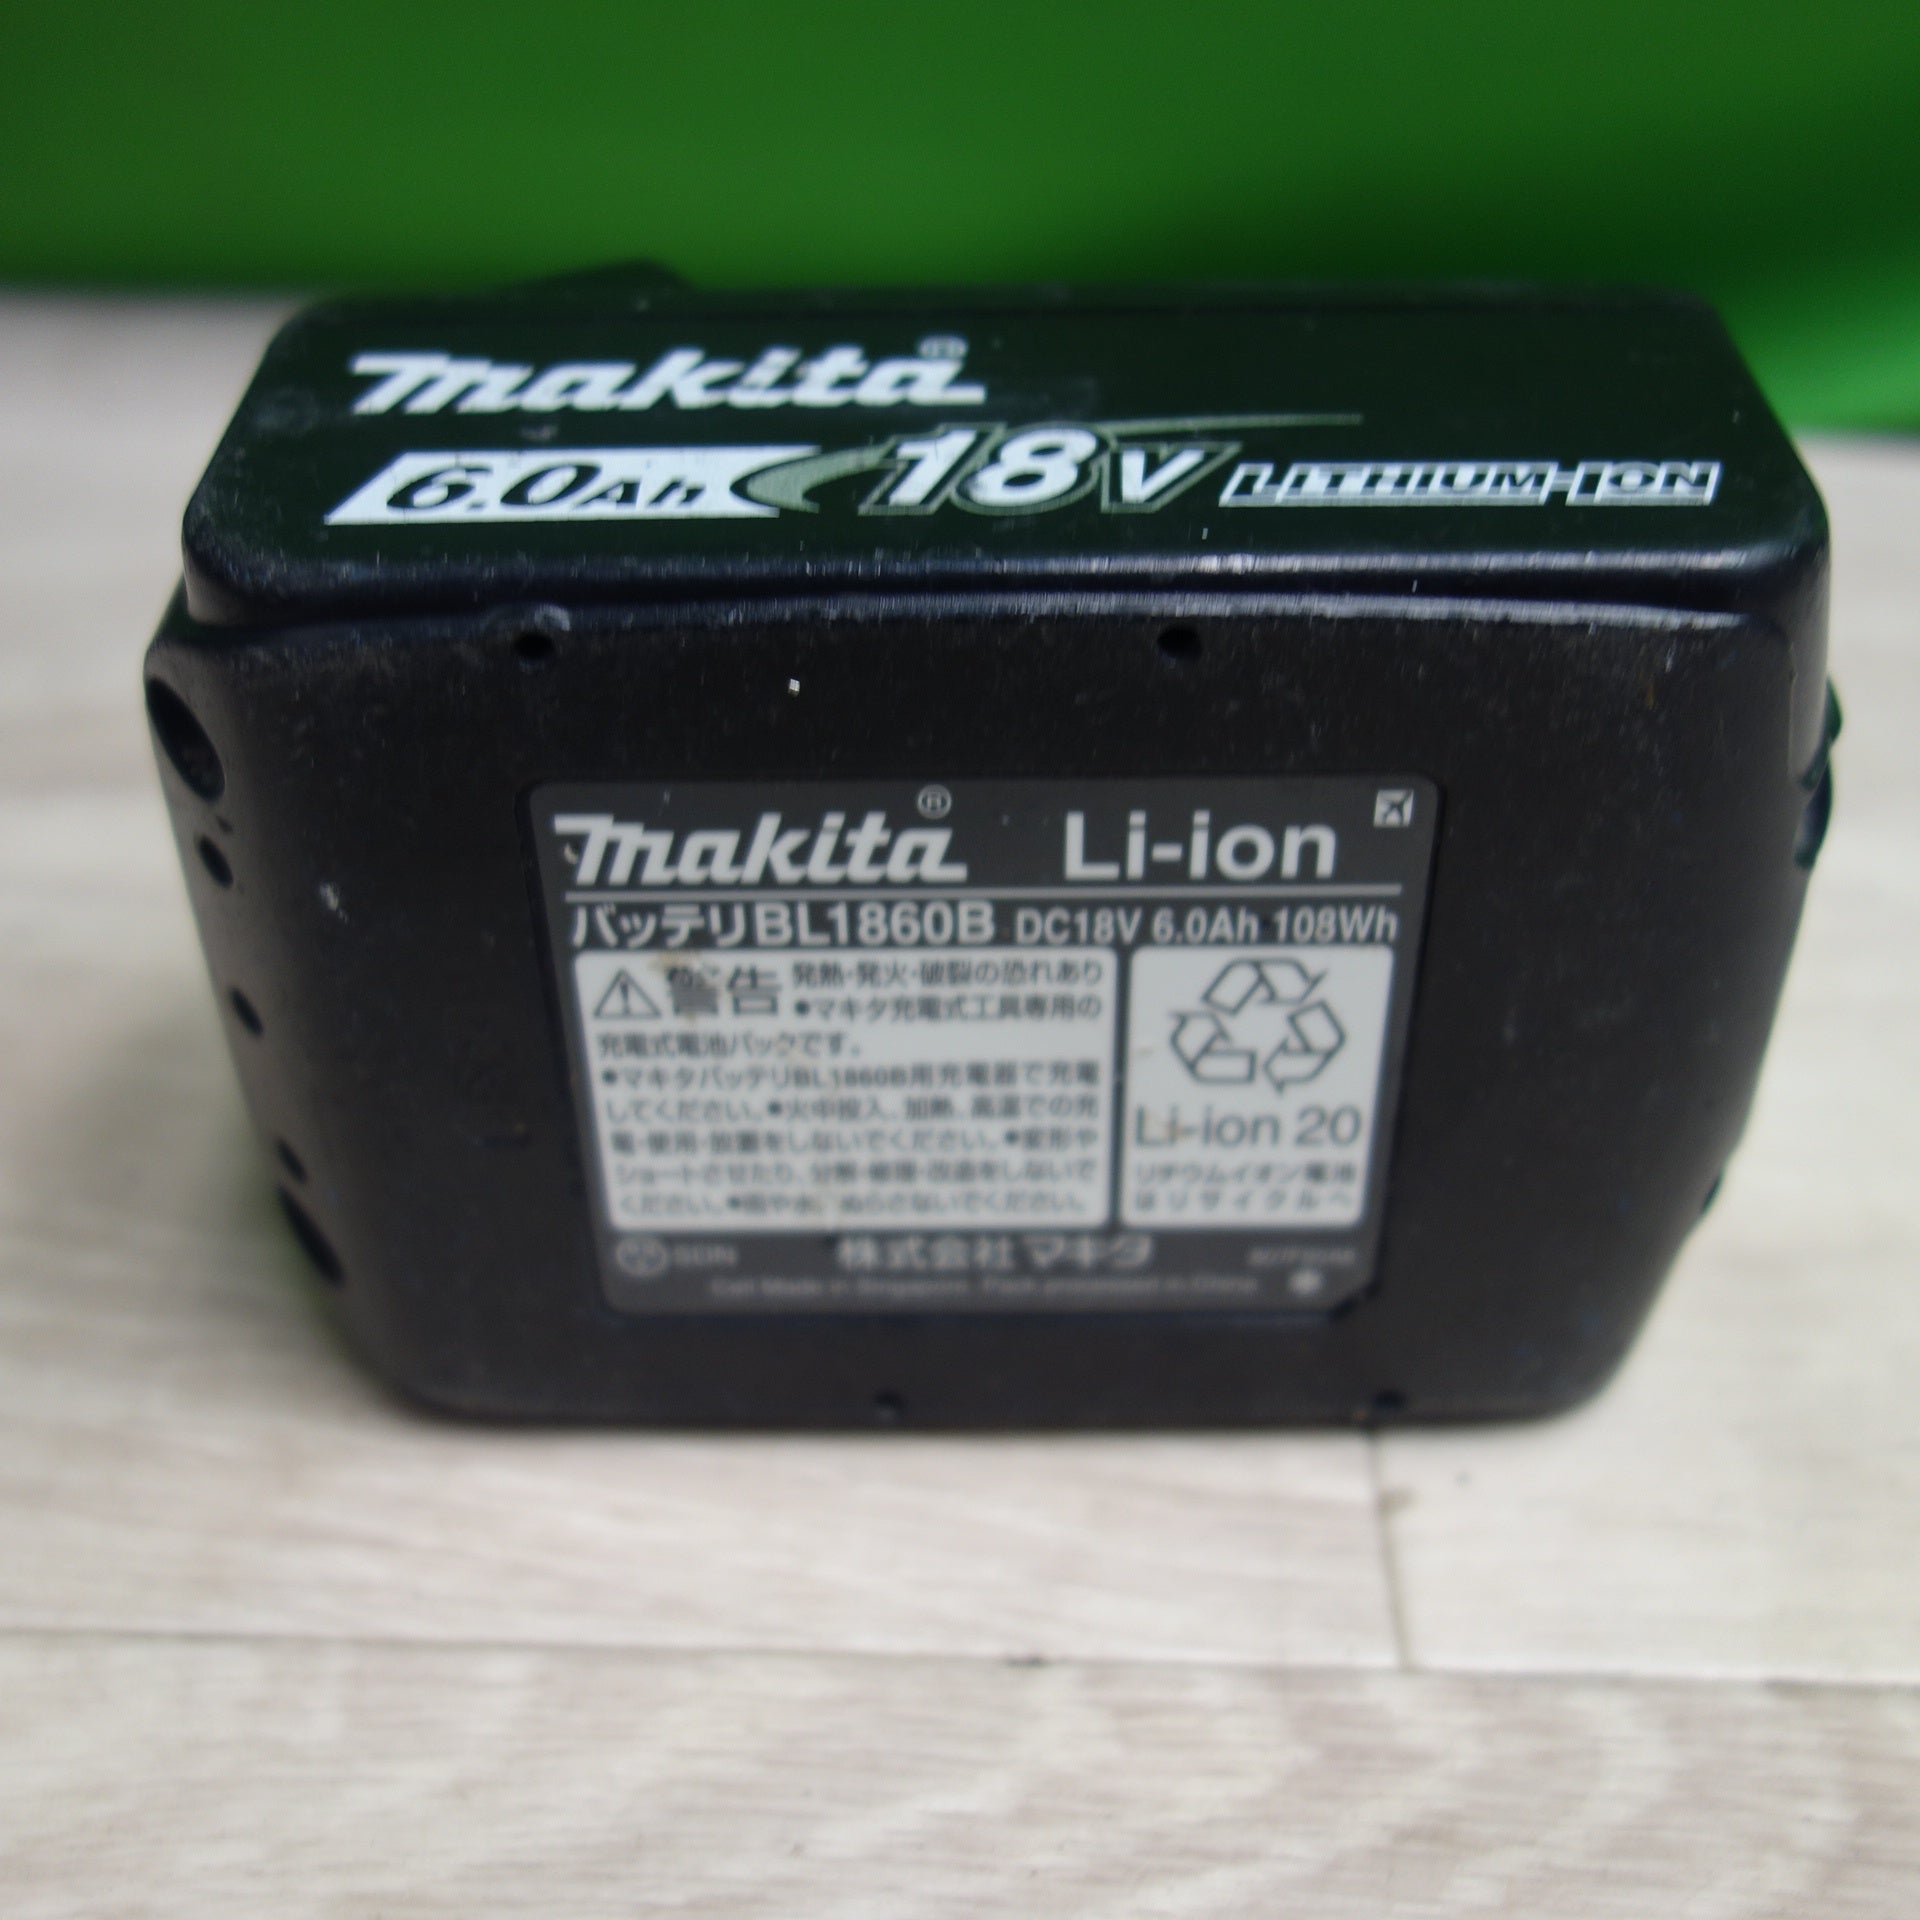 makita®
6.0Ah 18V LITHIUM-ION
makita® Li-ion
バッテリBL1860B DC18V 6.0Ah 108Wh
警告 発熱・発火・破裂の恐れあり
●マキタ充電式工具専用の
充電式電池パックです。
●マキタバッテリBL1860B用充電器で充電
してください。●火中投入、加熱、高温での充
電・使用・放置をしないでください。●変形や
ショートさせたり、分解・修理・改造をしないで
ください。●雨や水、ぬらさないでください。
Li-ion 20
リチウムイオン電池
はリサイクルへ
株式会社マキタ
Cell Made in Singapore, Pack processed in China